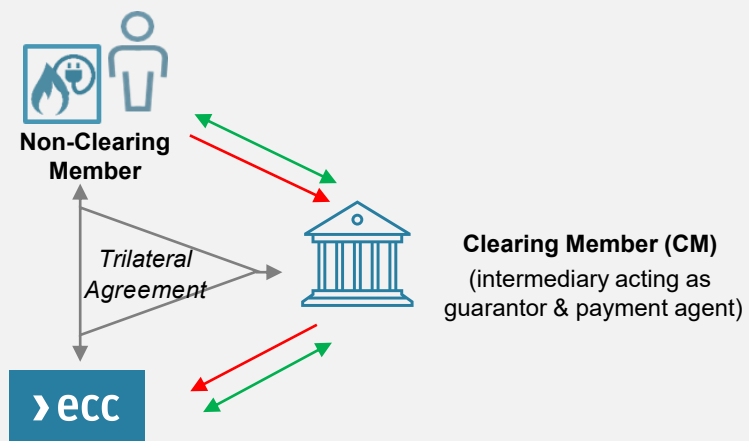 Non-Clearing
Member
Trilateral
Agreement
Clearing Member (CM)
(intermediary acting as
guarantor & payment agent)
ecc